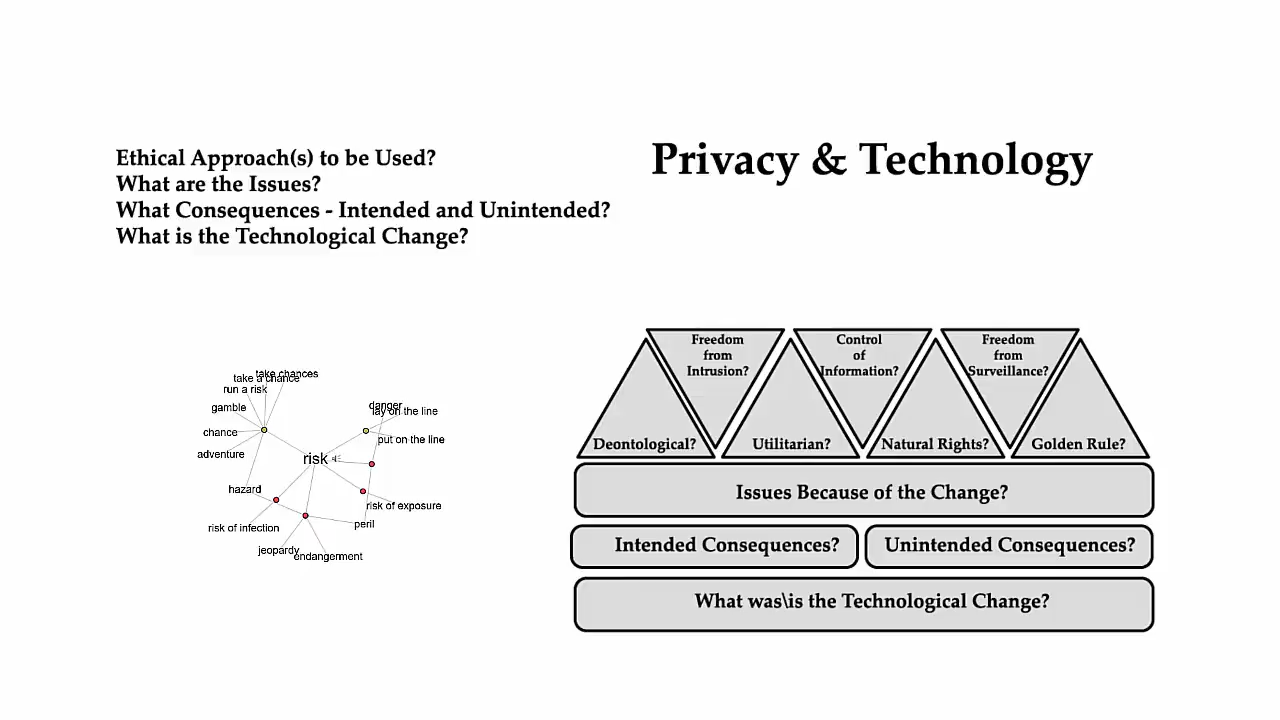 Privacy & Technology
Ethical Approach(s) to be Used?
What are the Issues?
What Consequences - Intended and Unintended?
What is the Technological Change?
take chances
take a chance
run a risk
gamble
chance
adventure
hazard
risk of infection
jeopardy
endangerment
peril
risk of exposure
put on the line
lay on the line
danger
risk
Freedom
from
Intrusion?
Control
of
Information?
Freedom
from
Surveillance?
Deontological?
Utilitarian?
Natural Rights?
Golden Rule?
Issues Because of the Change?
Intended Consequences?
Unintended Consequences?
What was\is the Technological Change?